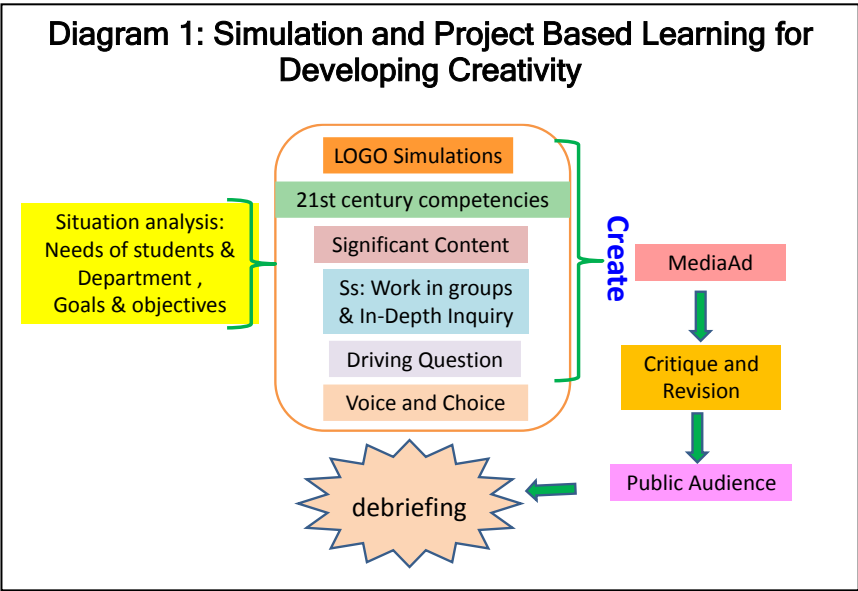 Diagram 1: Simulation and Project Based Learning for
Developing Creativity
Situation analysis:
Needs of students &
Department ,
Goals & objectives
LOGO Simulations
21st century competencies
Significant Content
Ss: Work in groups
& In-Depth Inquiry
Driving Question
Voice and Choice
Create
MediaAd
Critique and
Revision
Public Audience
debriefing